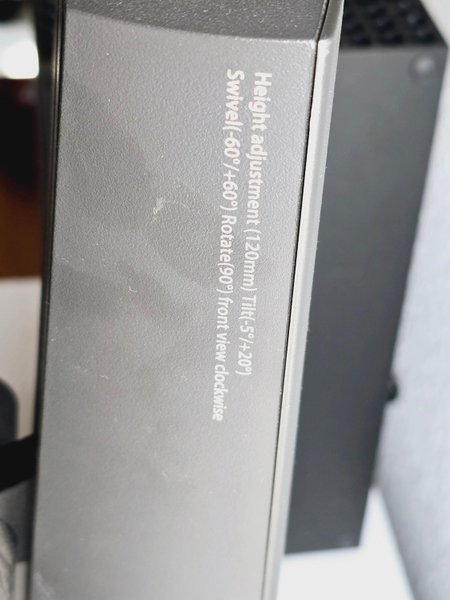 Height adjustment (120mm) Tilt(-5°/+20°)
Swivel(-60°/+60°) Rotate(90°) front view clockwise